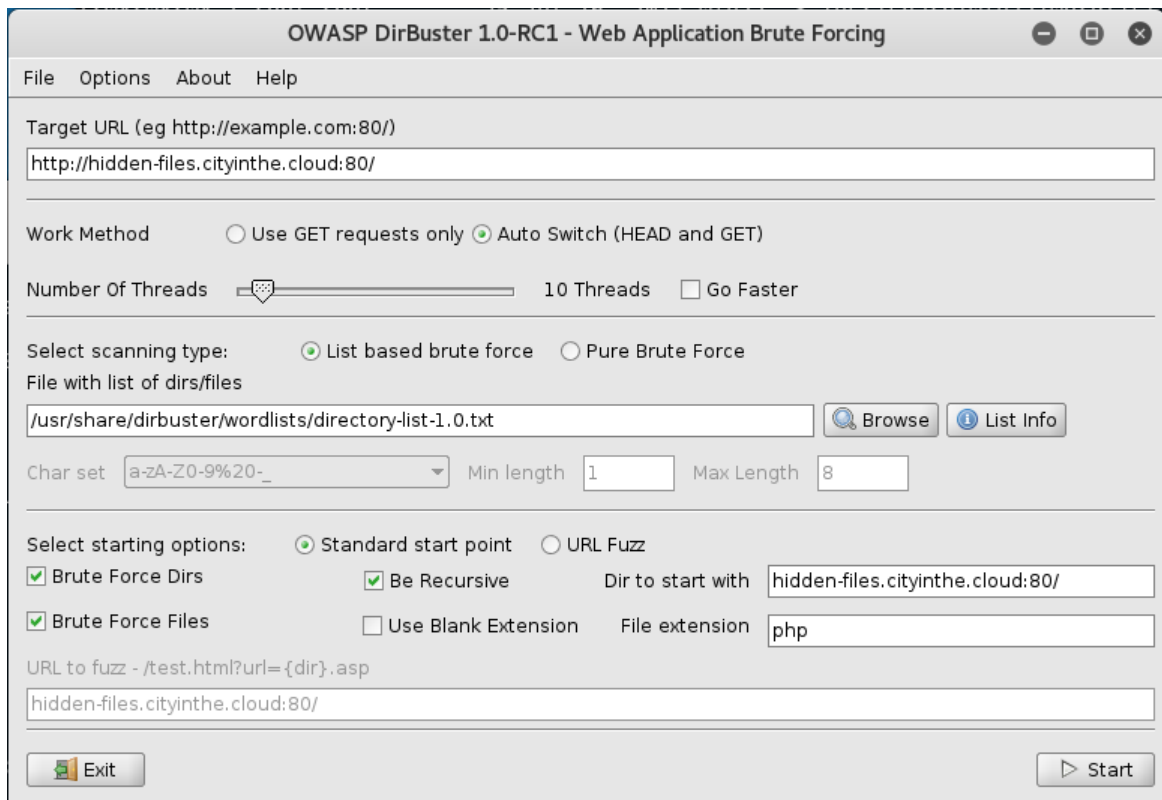 OWASP DirBuster 1.0-RC1 - Web Application Brute Forcing
File Options About Help
Target URL (eg http://example.com:80/)
http://hidden-files.cityinthe.cloud:80/
Work Method Use GET requests only Auto Switch (HEAD and GET)
Number Of Threads 10 Threads Go Faster
Select scanning type: List based brute force Pure Brute Force
File with list of dirs/files
/usr/share/dirbuster/wordlists/directory-list-1.0.txt Browse List Info
Char set a-zA-Z0-9%20-_ Min length 1 Max Length 8
Select starting options: Standard start point URL Fuzz
Brute Force Dirs Be Recursive Dir to start with hidden-files.cityinthe.cloud:80/
Brute Force Files Use Blank Extension File extension php
URL to fuzz - /test.html?url={dir}.asp
hidden-files.cityinthe.cloud:80/
Exit Start